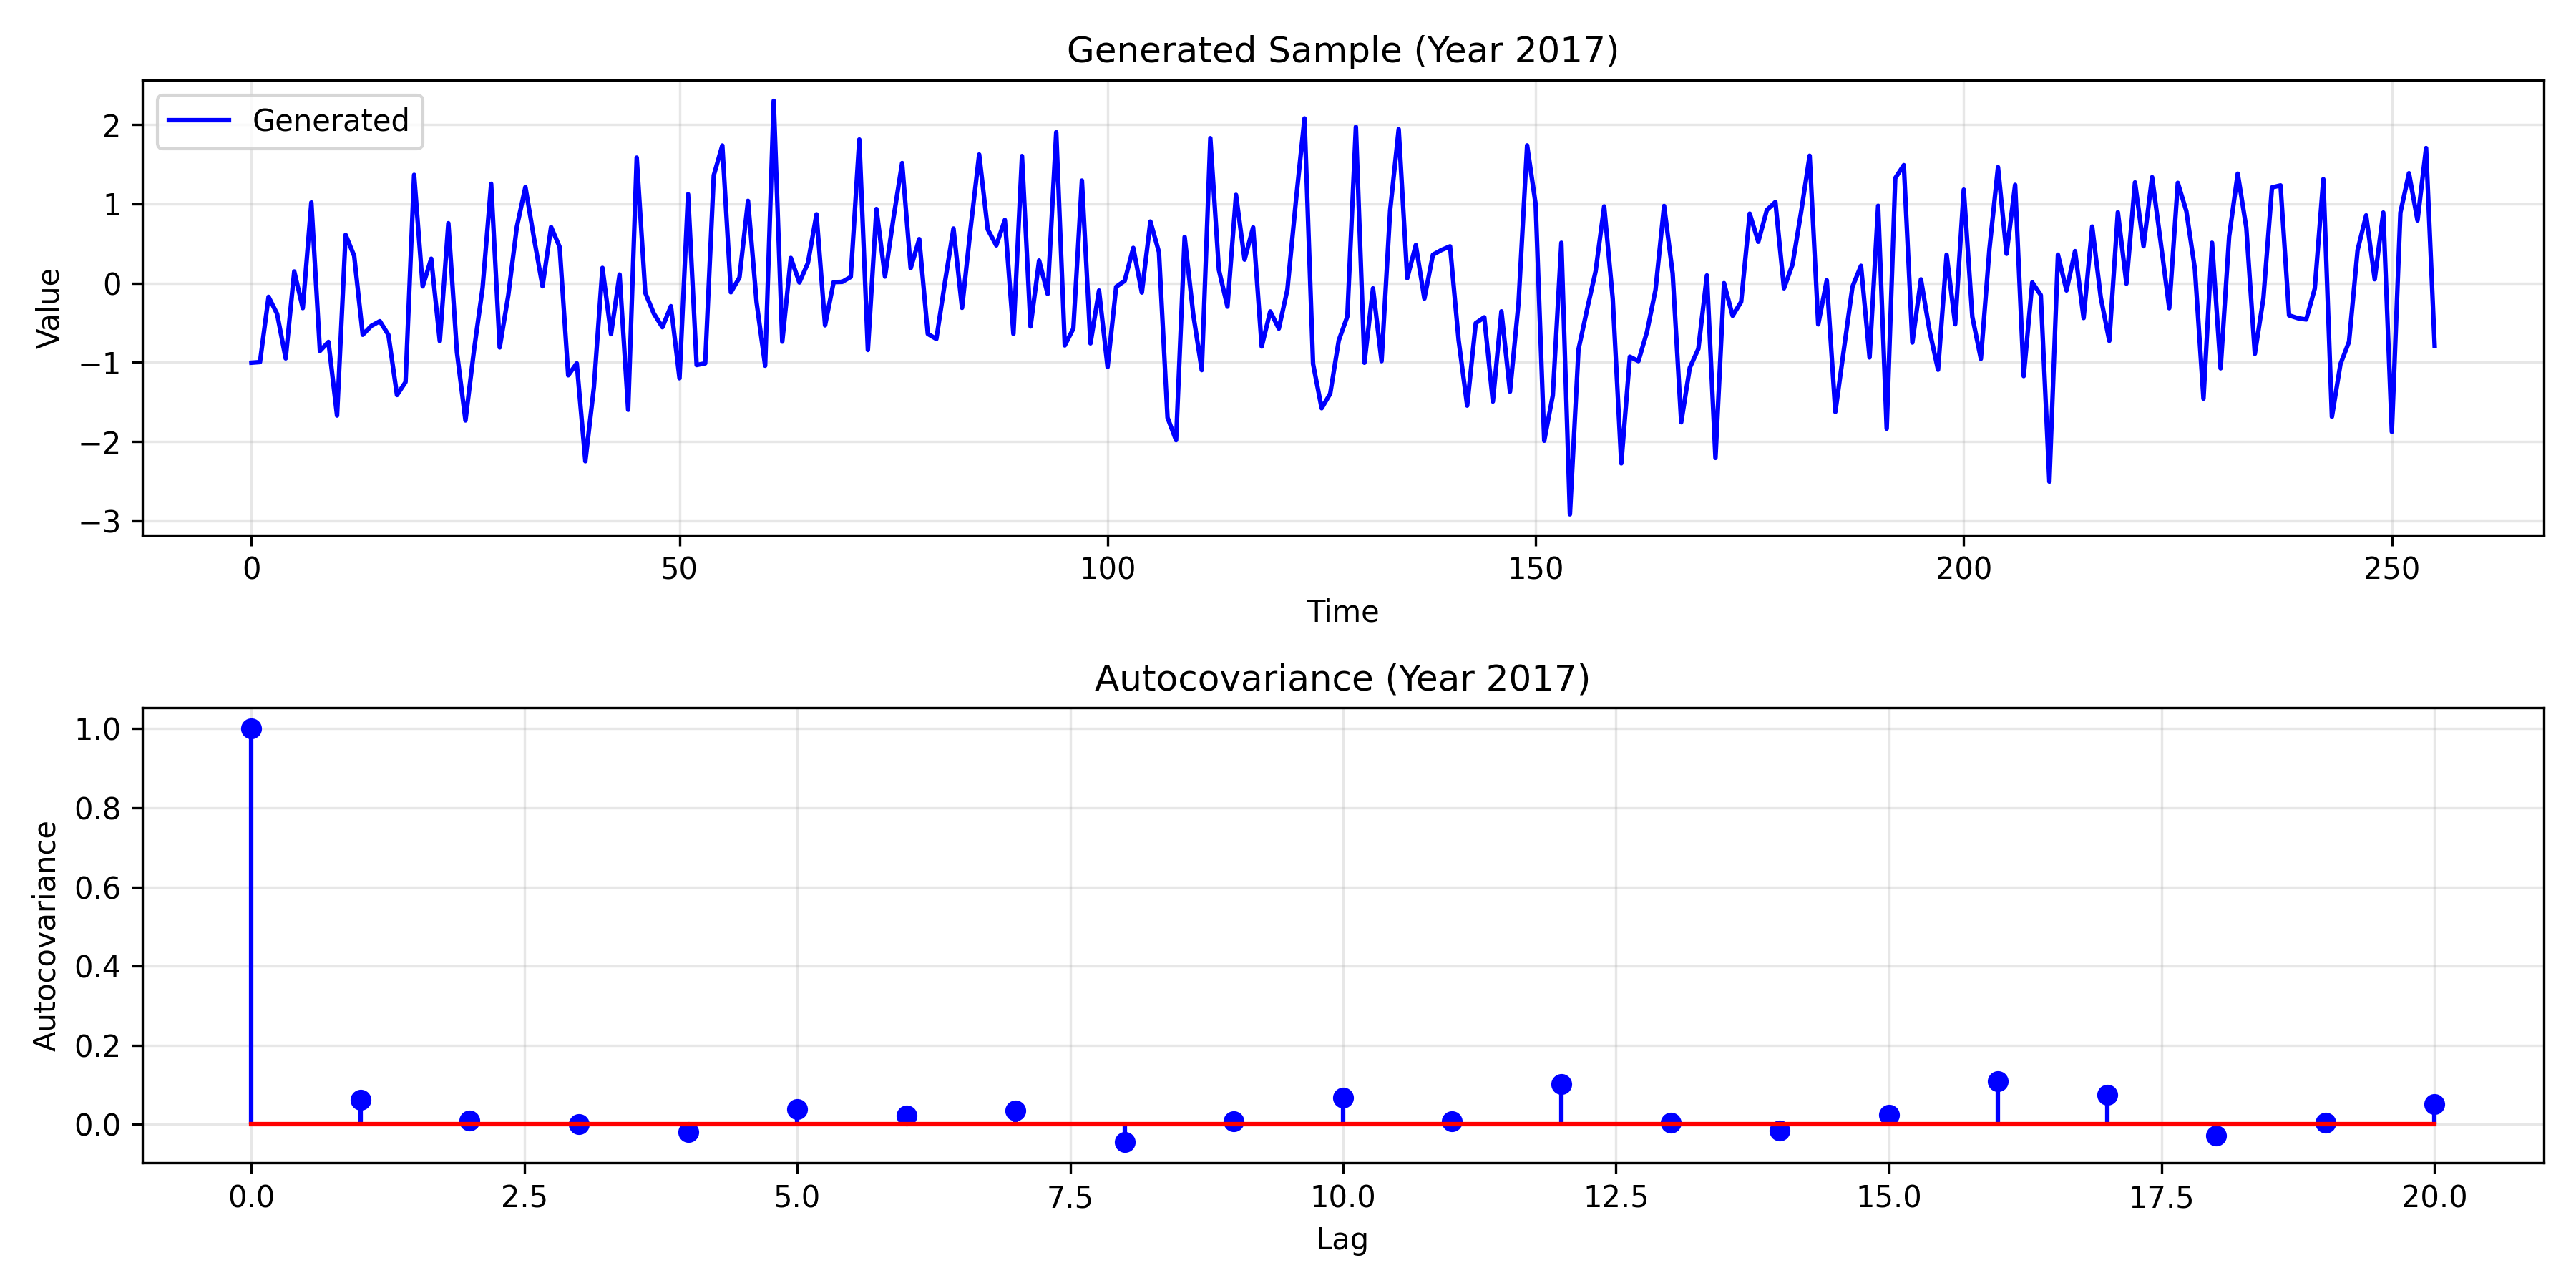 Generated Sample (Year 2017)
Generated
Value
2
1
0
−1
−2
−3
0 50 100 150 200 250
Time
Autocovariance (Year 2017)
Autocovariance
1.0
0.8
0.6
0.4
0.2
0.0
0.0 2.5 5.0 7.5 10.0 12.5 15.0 17.5 20.0
Lag